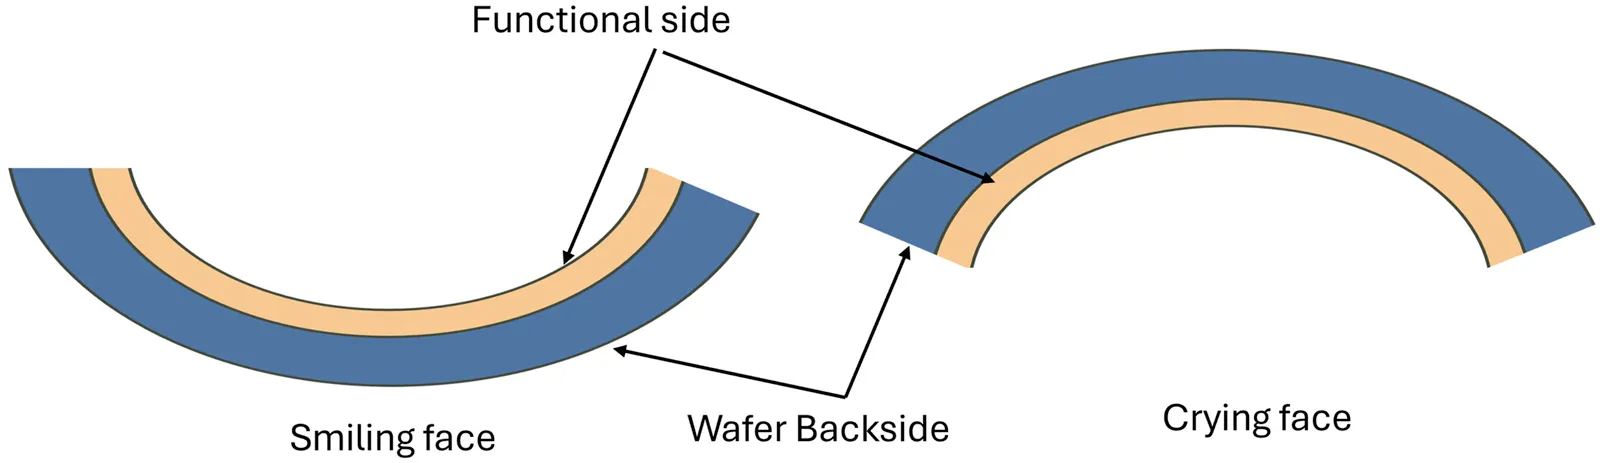 Functional side
Smiling face
Wafer Backside
Crying face